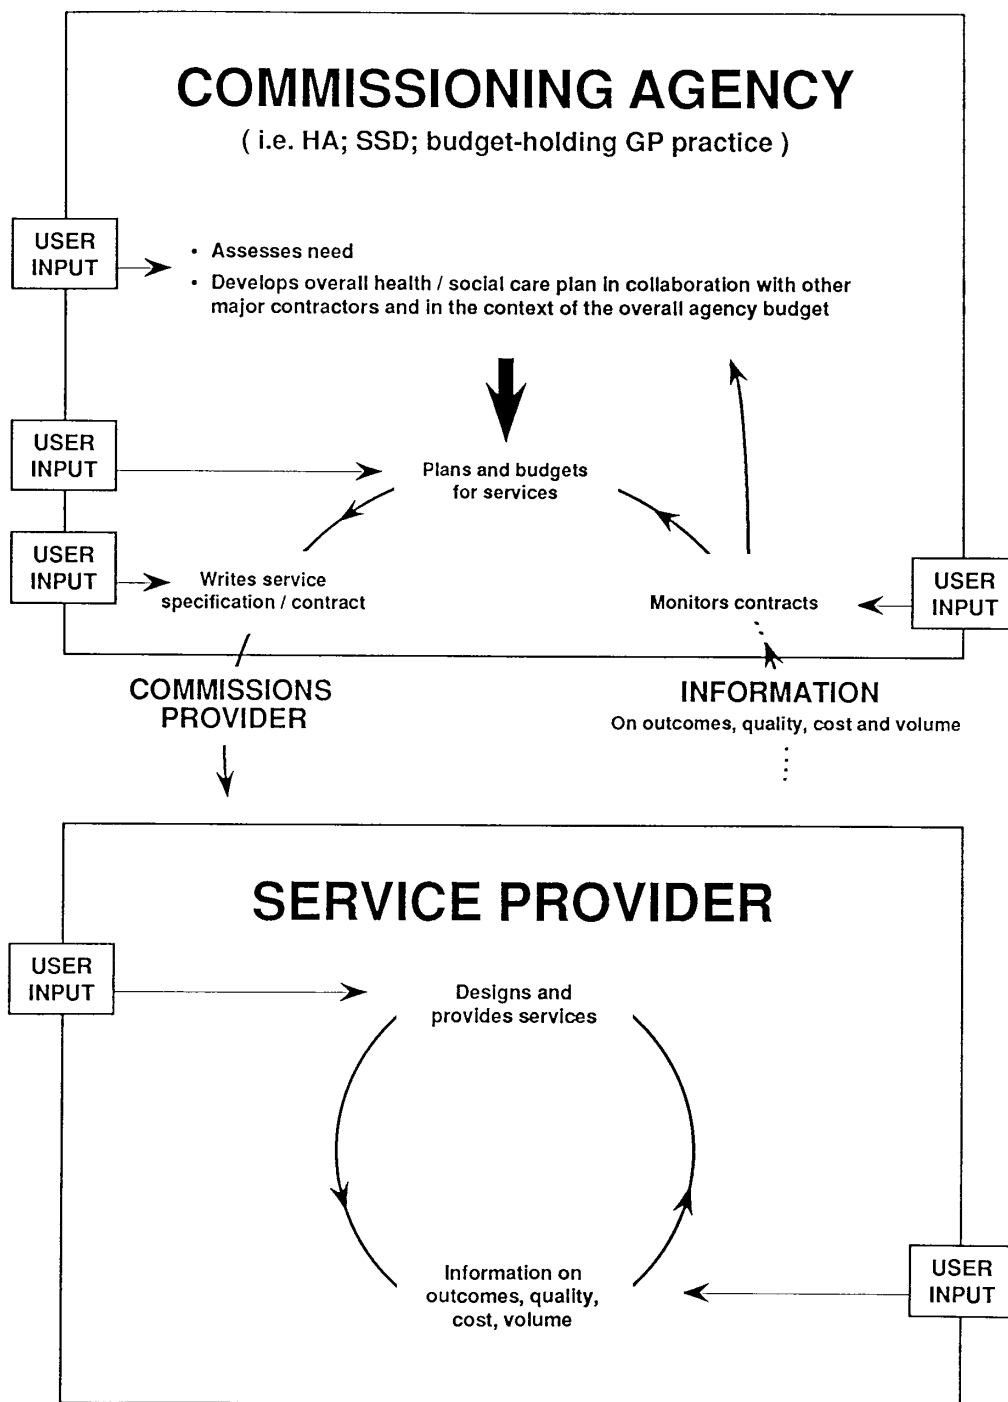 COMMISSIONING AGENCY
( i.e. HA; SSD; budget-holding GP practice )
USER
INPUT
• Assesses need
• Develops overall health / social care plan in collaboration with other
major contractors and in the context of the overall agency budget
USER
INPUT
Plans and budgets
for services
USER
INPUT
Writes service
specification / contract
Monitors contracts
USER
INPUT
COMMISSIONS
PROVIDER
INFORMATION
On outcomes, quality, cost and volume
SERVICE PROVIDER
USER
INPUT
Designs and
provides services
Information on
outcomes, quality,
cost, volume
USER
INPUT